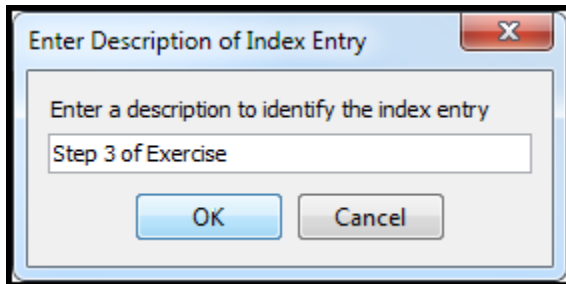 Enter Description of Index Entry
Enter a description to identify the index entry
Step 3 of Exercise
OK Cancel